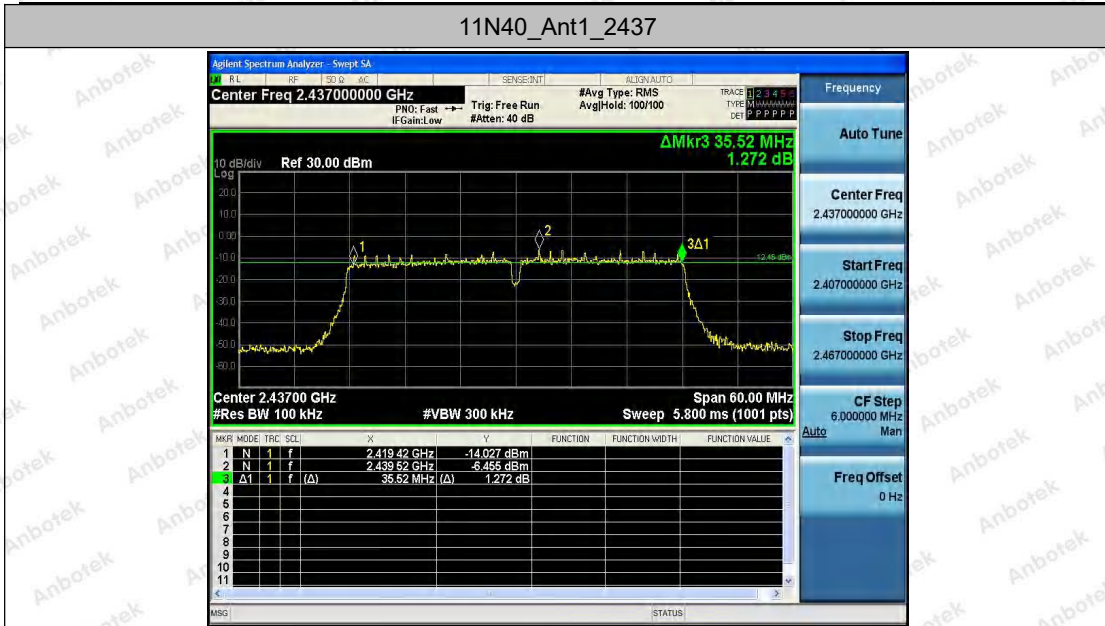 11N40_Ant1_2437
Agilent Spectrum Analyzer - Swept SA
RL RF 50 Ω AC SENSE:INT ALIGN AUTO
Center Freq 2.437000000 GHz
PNO: Fast
IFGain:Low
Trig: Free Run
#Atten: 40 dB
#Avg Type: RMS
Avg|Hold: 100/100
TRACE 1 2 3 4 5 6
TYPE M
DET P P P P P P
ΔMkr3 35.52 MHz
1.272 dB
10 dB/div Ref 30.00 dBm
Log
20.0
10.0
0.00
-10.0
-20.0
-30.0
-40.0
-50.0
-60.0
1
2
3Δ1
-12.45 dBm
Center 2.43700 GHz Span 60.00 MHz
#Res BW 100 kHz #VBW 300 kHz Sweep 5.800 ms (1001 pts)
MKR MODE TRC SCL X Y FUNCTION FUNCTION WIDTH FUNCTION VALUE
1 N 1 f 2.419 42 GHz -14.027 dBm
2 N 1 f 2.439 52 GHz -6.455 dBm
3 Δ1 1 f (Δ) 35.52 MHz (Δ) 1.272 dB
4
5
6
7
8
9
10
11
MSG STATUS
Frequency
Auto Tune
Center Freq
2.437000000 GHz
Start Freq
2.407000000 GHz
Stop Freq
2.467000000 GHz
CF Step
6.000000 MHz
Auto Man
Freq Offset
0 Hz
Anbotek